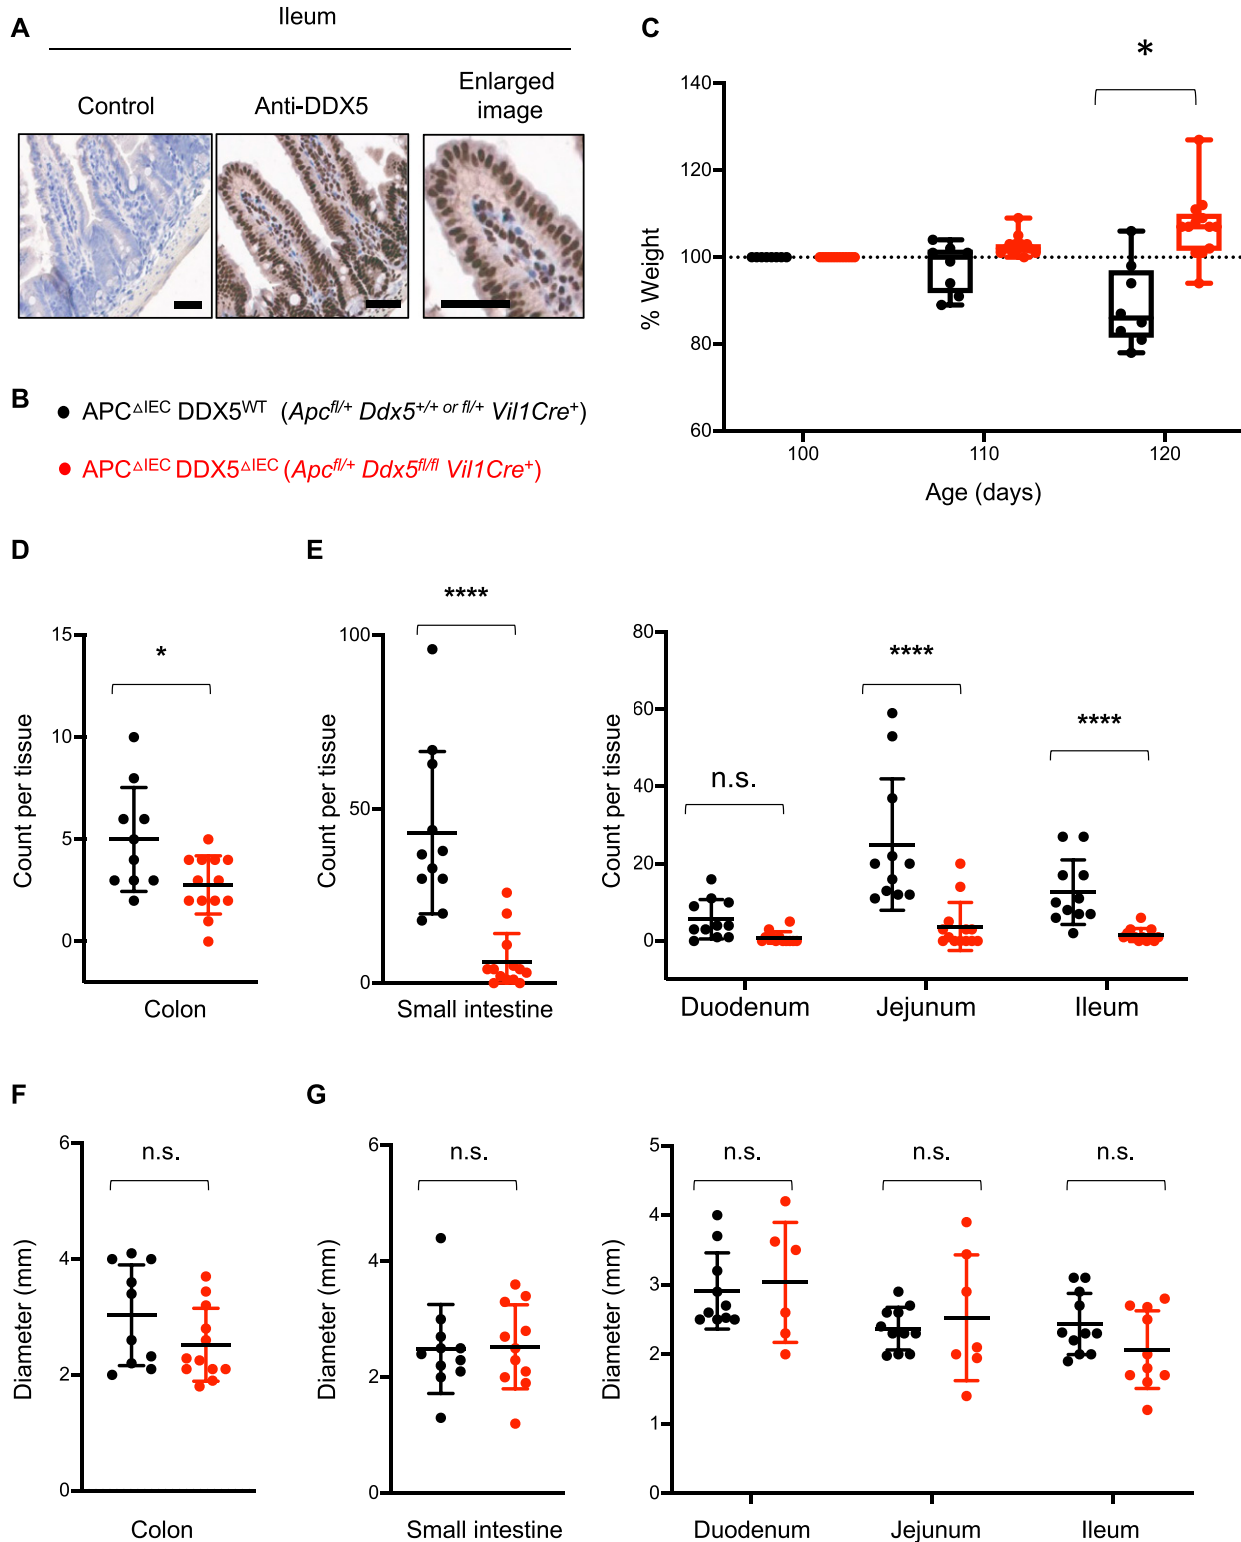 A
Ileum
Control
Anti-DDX5
Enlarged
image
B
● APC^ΔIEC DDX5^WT (Apc^fl/+ Ddx5^+/+ or fl/+ Vil1Cre^+)
● APC^ΔIEC DDX5^ΔIEC (Apc^fl/+ Ddx5^fl/fl Vil1Cre^+)
C
*
% Weight
140
120
100
80
60
100 110 120
Age (days)
D
*
Count per tissue
15
10
5
0
Colon
E
****
Count per tissue
100
50
0
Small intestine
Count per tissue
80
60
40
20
0
n.s.
****
****
Duodenum Jejunum Ileum
F
n.s.
Diameter (mm)
6
4
2
0
Colon
G
n.s.
Diameter (mm)
6
4
2
0
Small intestine
n.s. n.s. n.s.
Diameter (mm)
5
4
3
2
1
0
Duodenum Jejunum Ileum